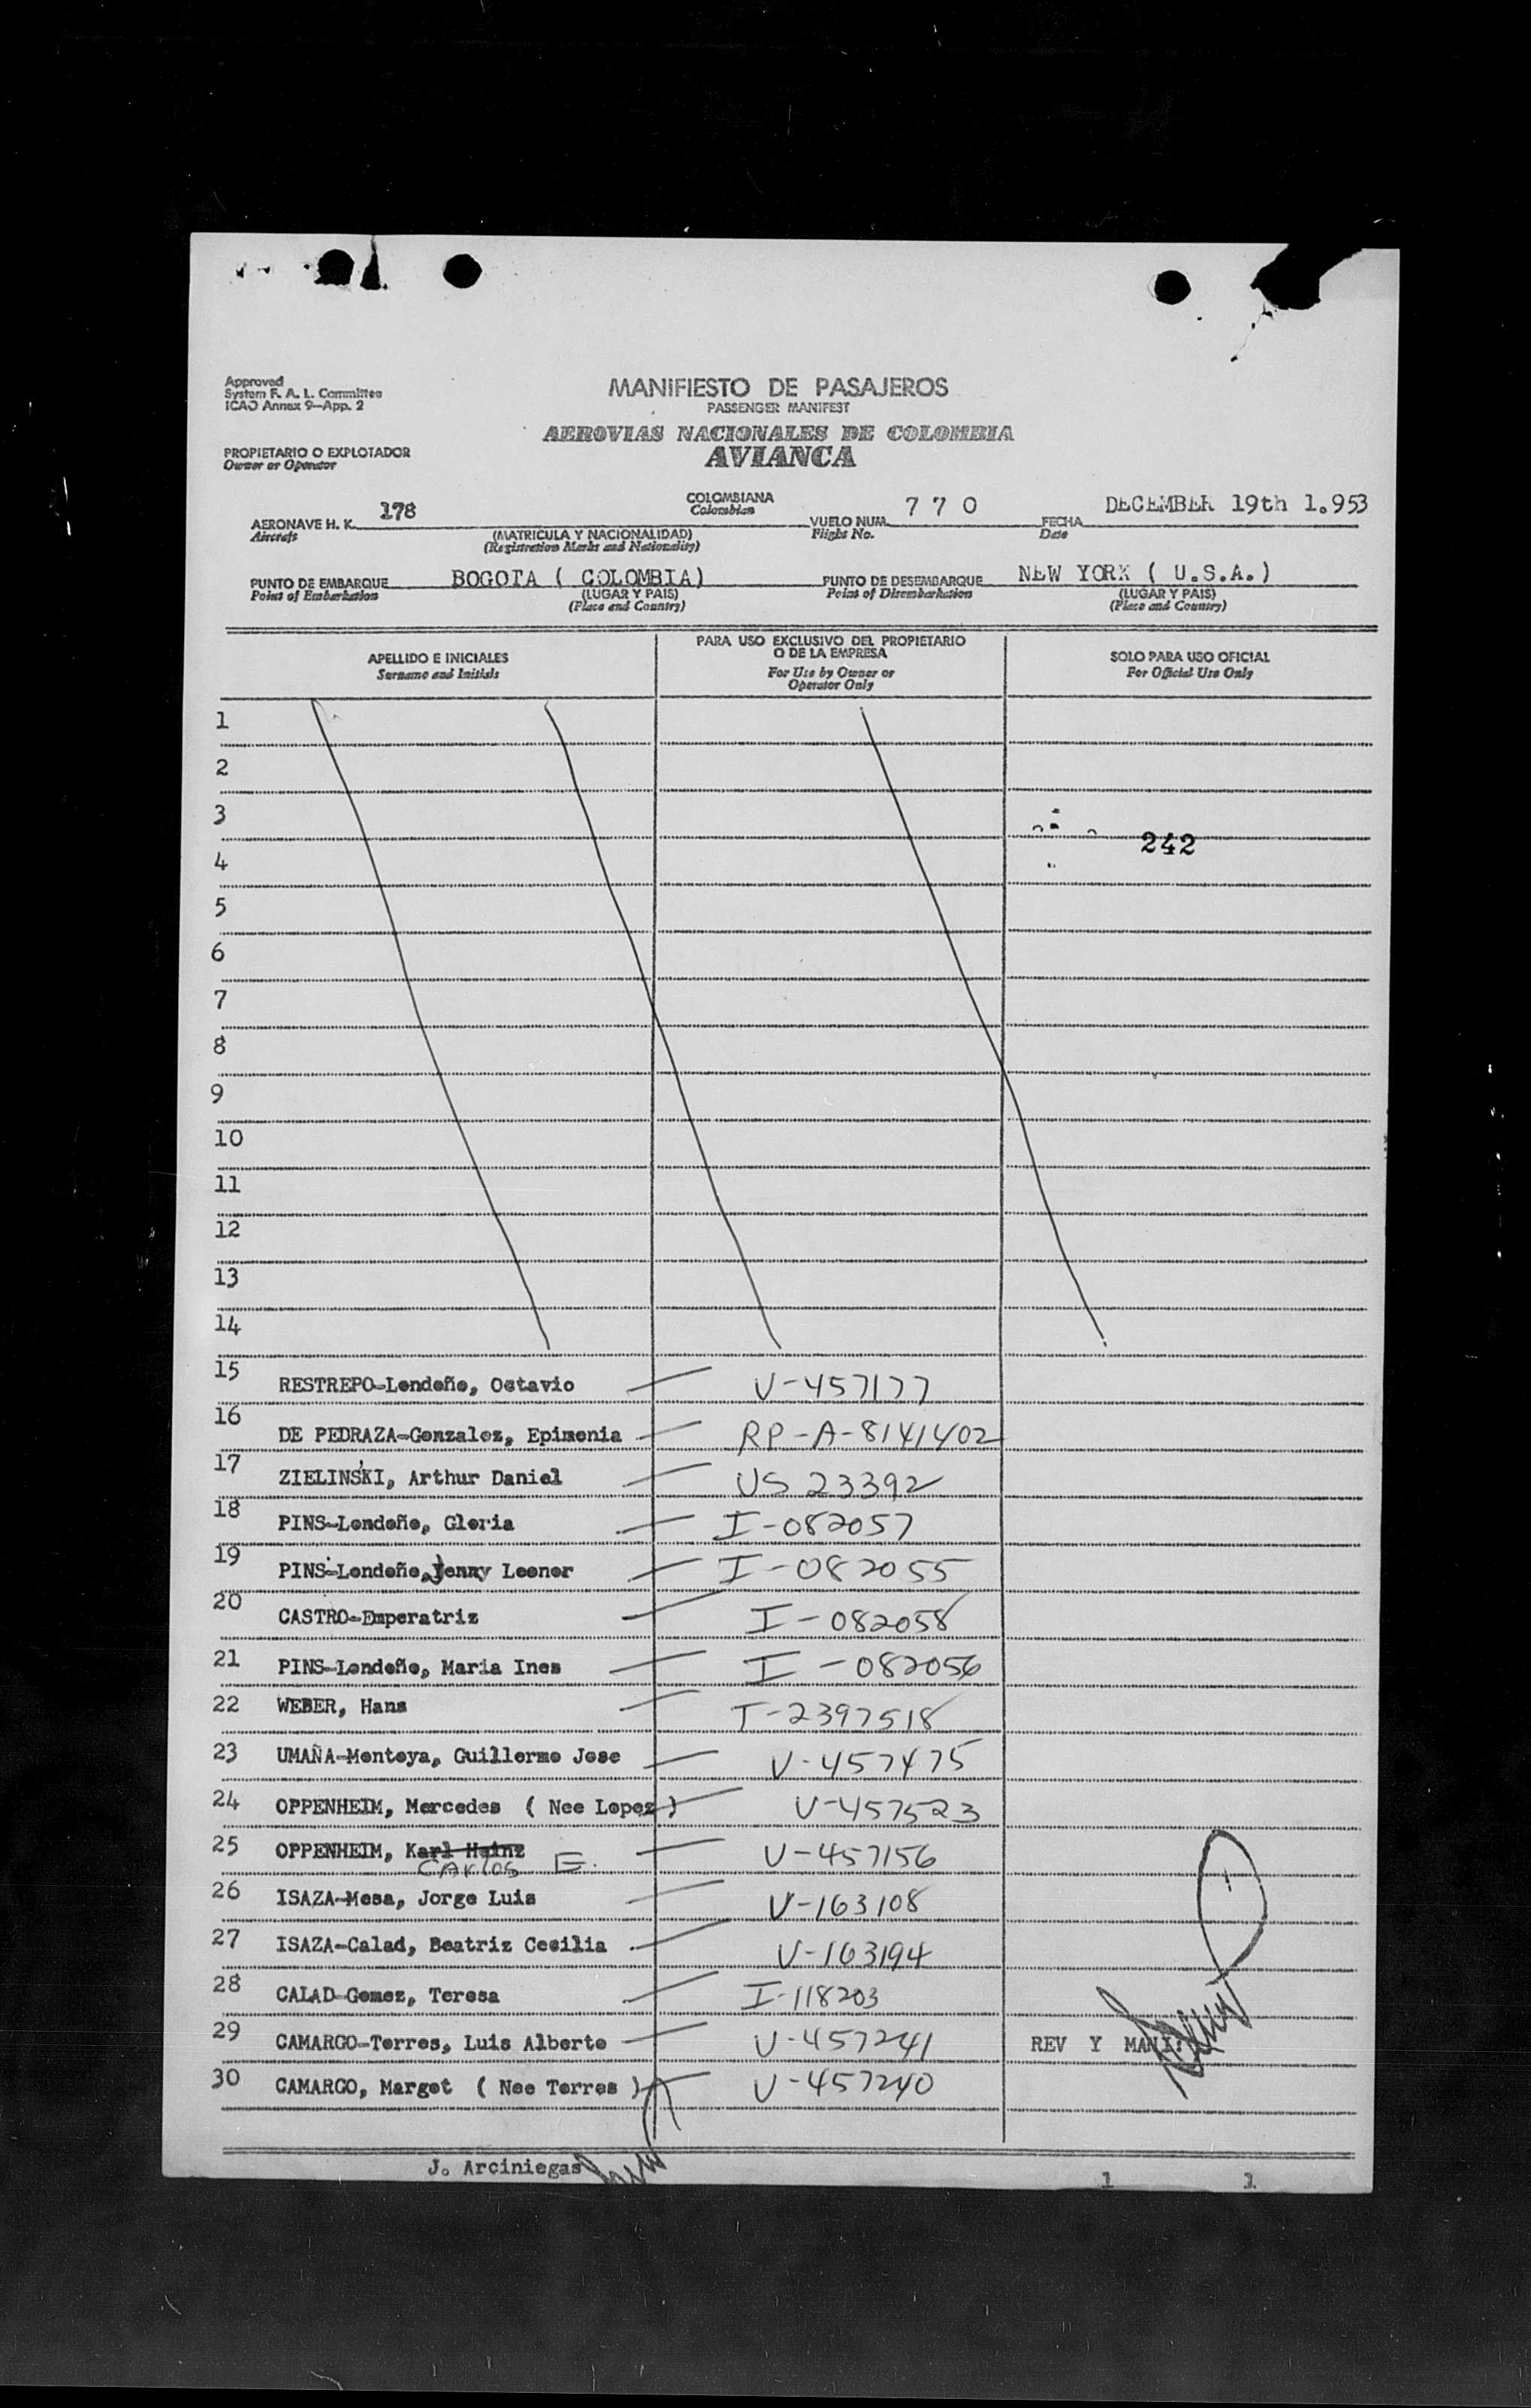 Approved
System F. A. L. Committee
ICAO Annex 9—App. 2
MANIFIESTO DE PASAJEROS
PASSENGER MANIFEST
AEROVIAS NACIONALES DE COLOMBIA
AVIANCA
PROPIETARIO O EXPLOTADOR
Owner or Operator
AERONAVE H. K. 178 COLOMBIANA VUELO NUM. 7 7 0 FECHA DECEMBER 19th 1.953
Aircraft Colombian Flight No. Date
(MATRICULA Y NACIONALIDAD)
(Registration Marks and Nationality)
PUNTO DE EMBARQUE BOGOTA ( COLOMBIA) PUNTO DE DESEMBARQUE NEW YORK ( U.S.A.)
Point of Embarkation (LUGAR Y PAIS) Point of Disembarkation (LUGAR Y PAIS)
(Place and Country) (Place and Country)
APELLIDO E INICIALES
Surname and Initials
PARA USO EXCLUSIVO DEL PROPIETARIO
O DE LA EMPRESA
For Use by Owner or
Operator Only
SOLO PARA USO OFICIAL
For Official Use Only
1
2
3
242
4
5
6
7
8
9
10
11
12
13
14
15 RESTREPO-Londoño, Octavio V-457177
16 DE PEDRAZA-Gonzalez, Epimenia RP-A-8141402
17 ZIELINSKI, Arthur Daniel US 23392
18 PINS-Londoño, Gloria I-082057
19 PINS-Londoño, Jenny Leonor I-082055
20 CASTRO-Emperatriz I-082058
21 PINS-Londoño, Maria Ines I-082056
22 WEBER, Hans T-2397518
23 UMAÑA-Montoya, Guillermo Jose V-457475
24 OPPENHEIM, Mercedes ( Nee Lopez ) V-457523
25 OPPENHEIM, Karl Heinz V-457156
CARLOS E.
26 ISAZA-Mesa, Jorge Luis V-163108
27 ISAZA-Calad, Beatriz Cecilia V-163194
28 CALAD-Gomez, Teresa I-118203
29 CAMARGO-Torres, Luis Alberto V-457241 REV Y MANI:
30 CAMARGO, Margot ( Nee Torres ) V-457240
J. Arciniegas
1 1